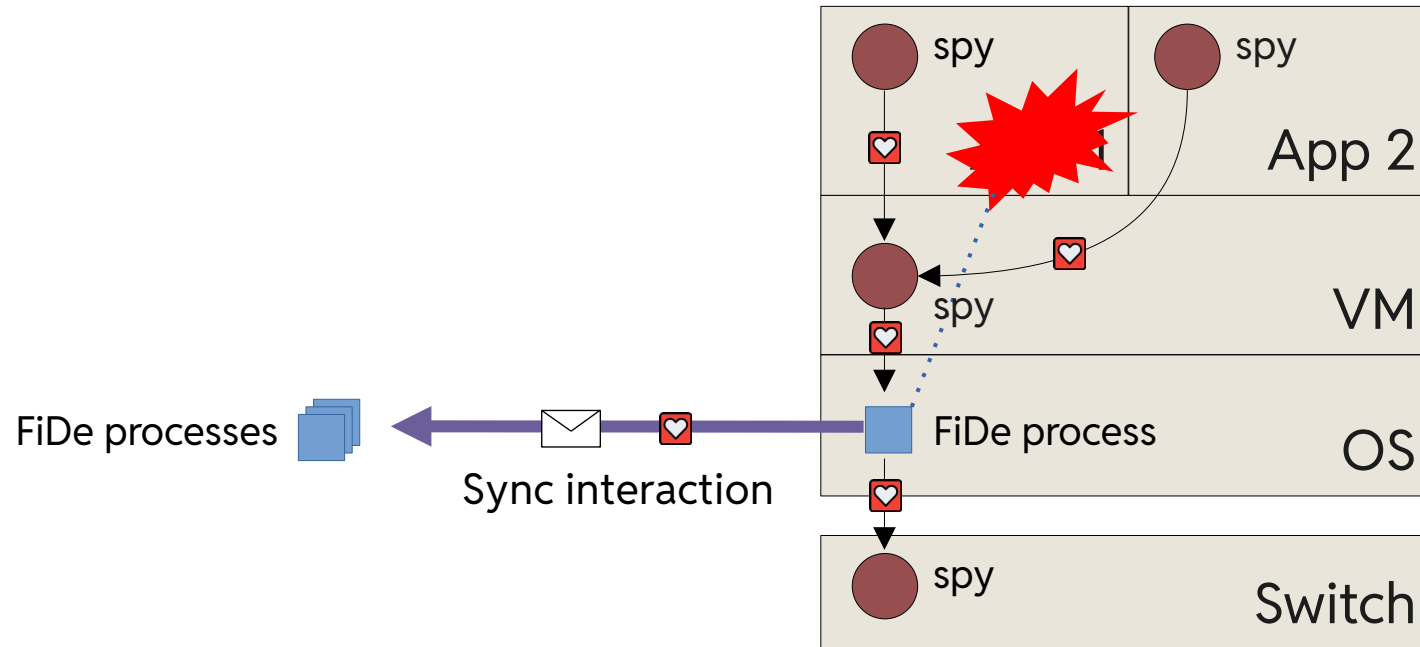 spy
spy
App 2
spy
VM
FiDe processes
FiDe process
OS
Sync interaction
spy
Switch